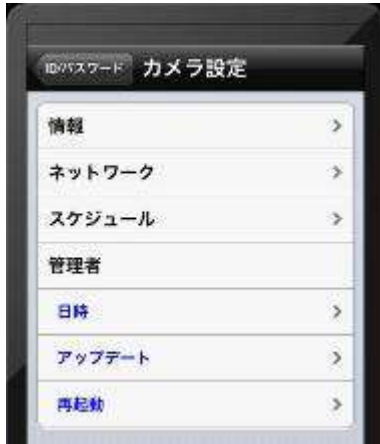 ID/パスワード カメラ設定
情報
ネットワーク
スケジュール
管理者
日時
アップデート
再起動